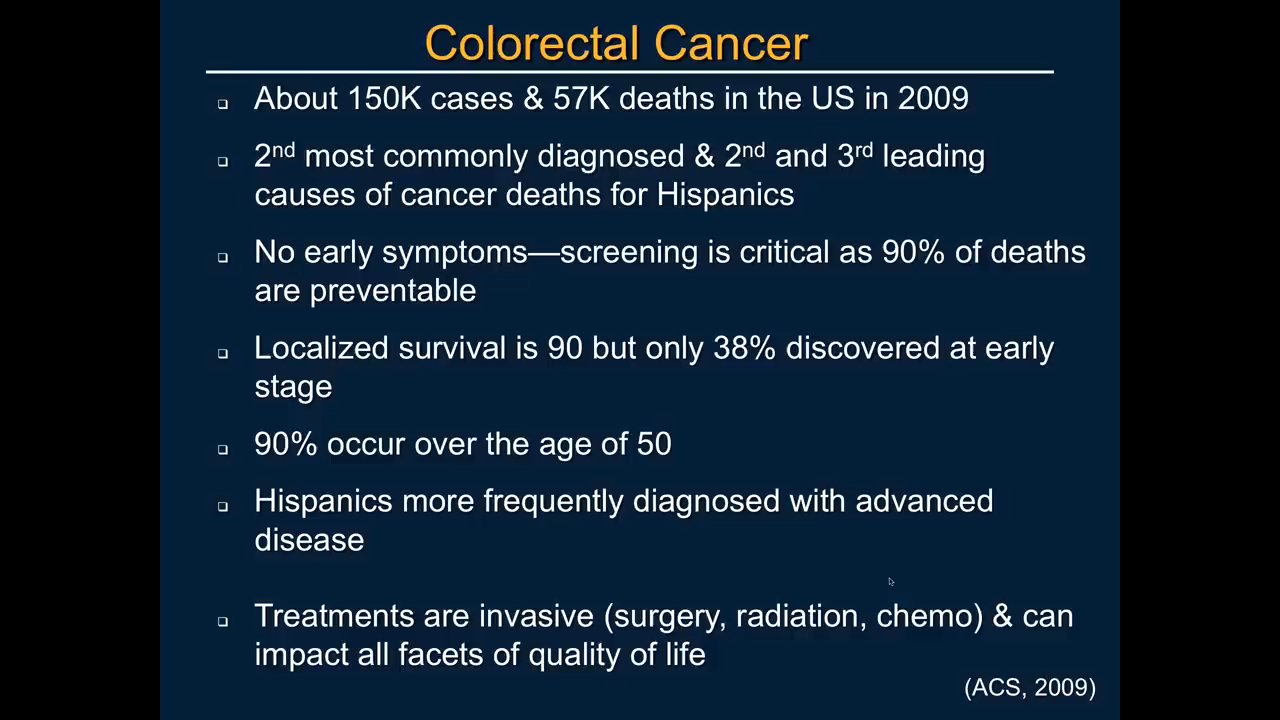 Colorectal Cancer
About 150K cases & 57K deaths in the US in 2009
2nd most commonly diagnosed & 2nd and 3rd leading
causes of cancer deaths for Hispanics
No early symptoms—screening is critical as 90% of deaths
are preventable
Localized survival is 90 but only 38% discovered at early
stage
90% occur over the age of 50
Hispanics more frequently diagnosed with advanced
disease
Treatments are invasive (surgery, radiation, chemo) & can
impact all facets of quality of life
(ACS, 2009)